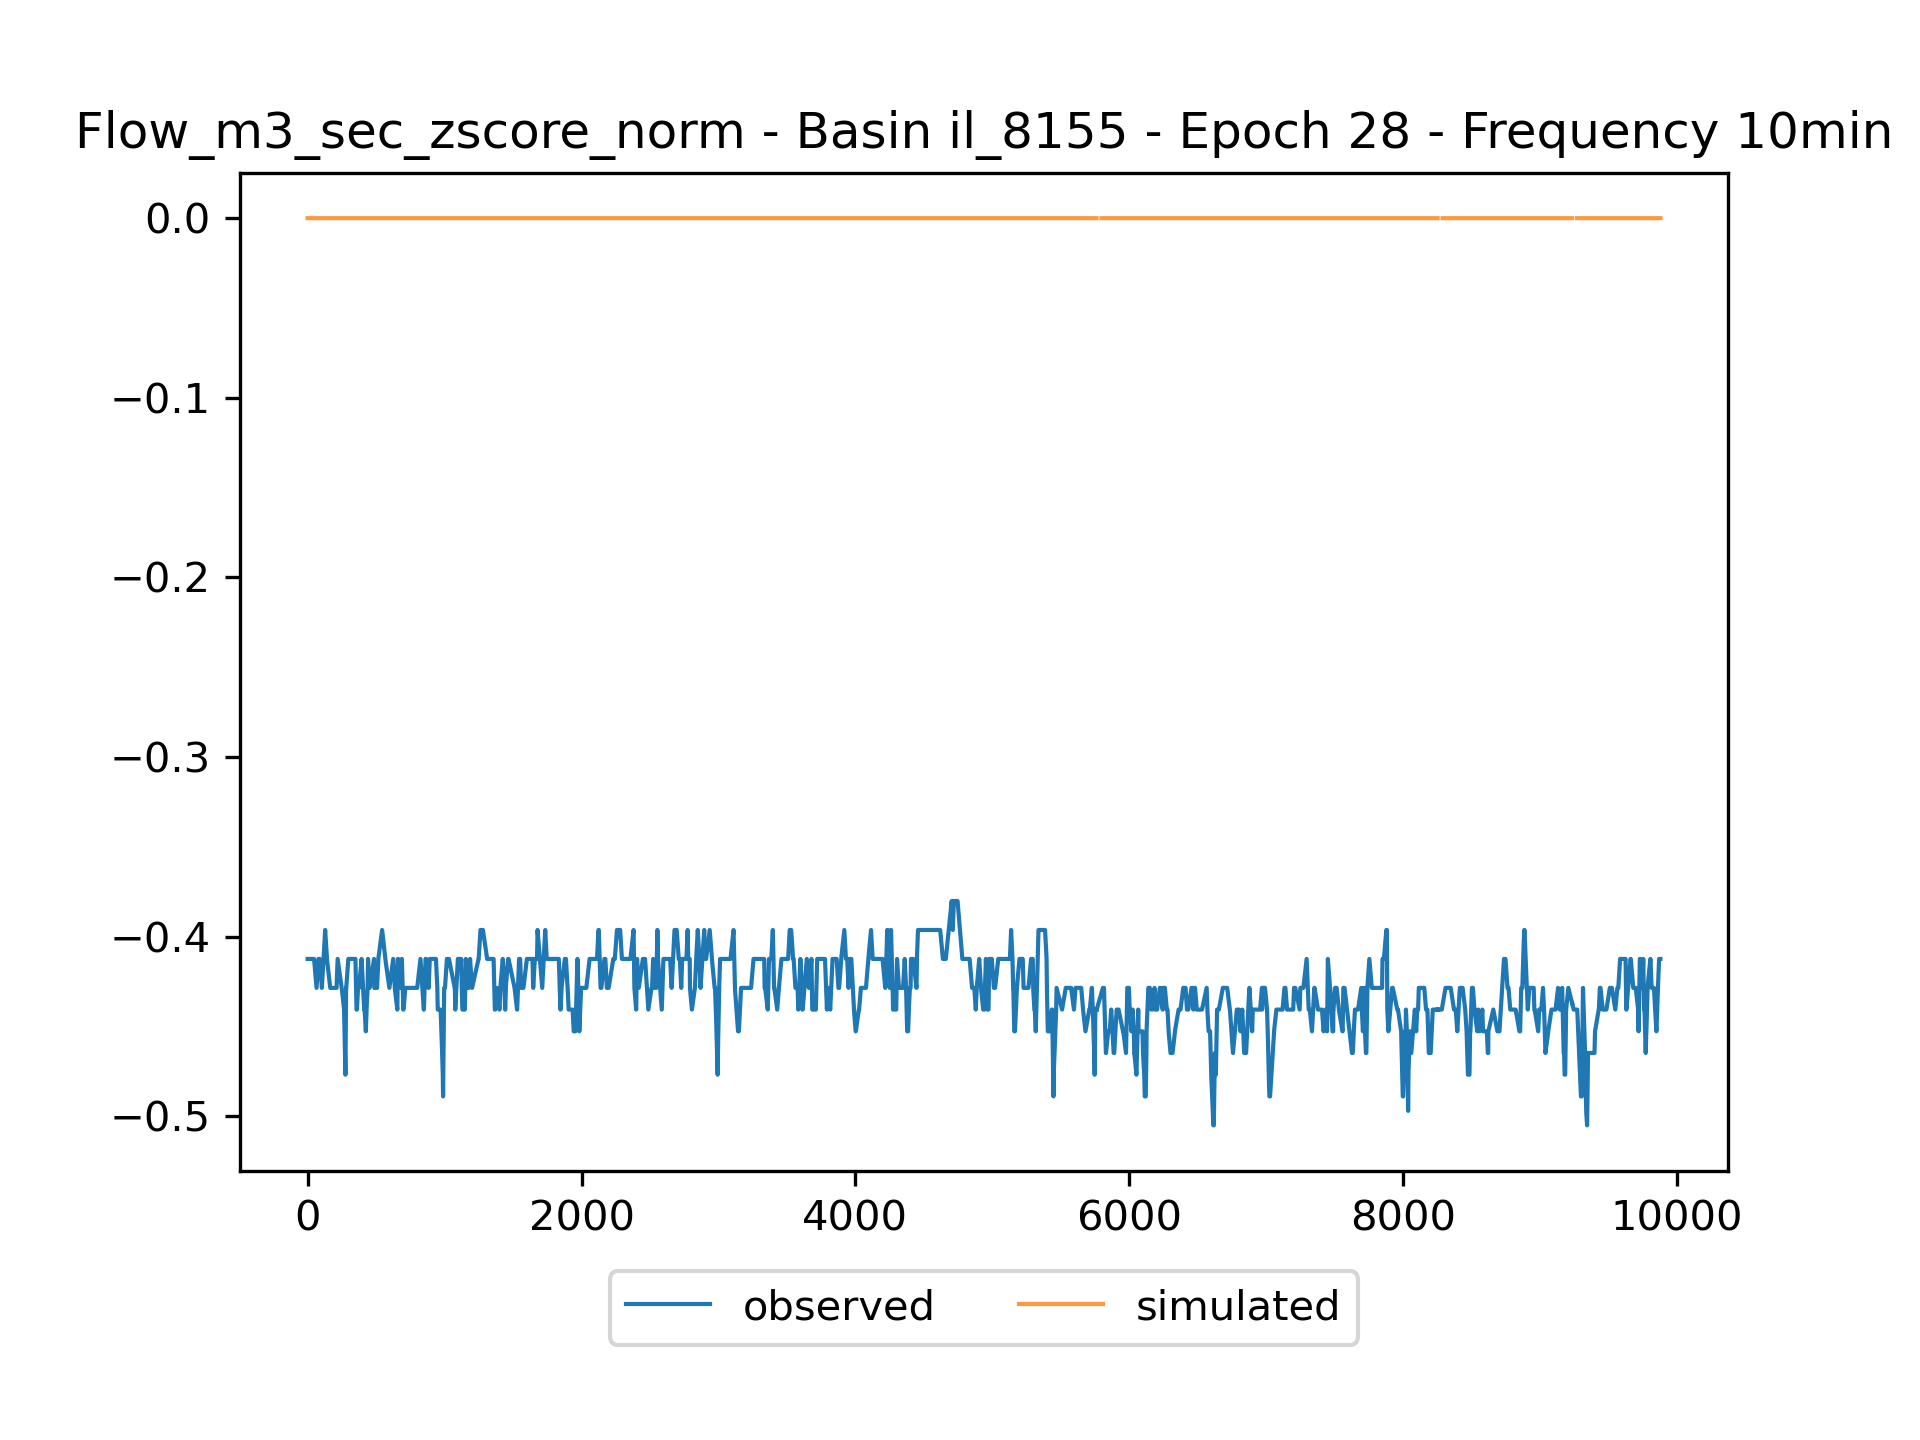 Flow_m3_sec_zscore_norm - Basin il_8155 - Epoch 28 - Frequency 10min
0.0
−0.1
−0.2
−0.3
−0.4
−0.5
0 2000 4000 6000 8000 10000
observed simulated